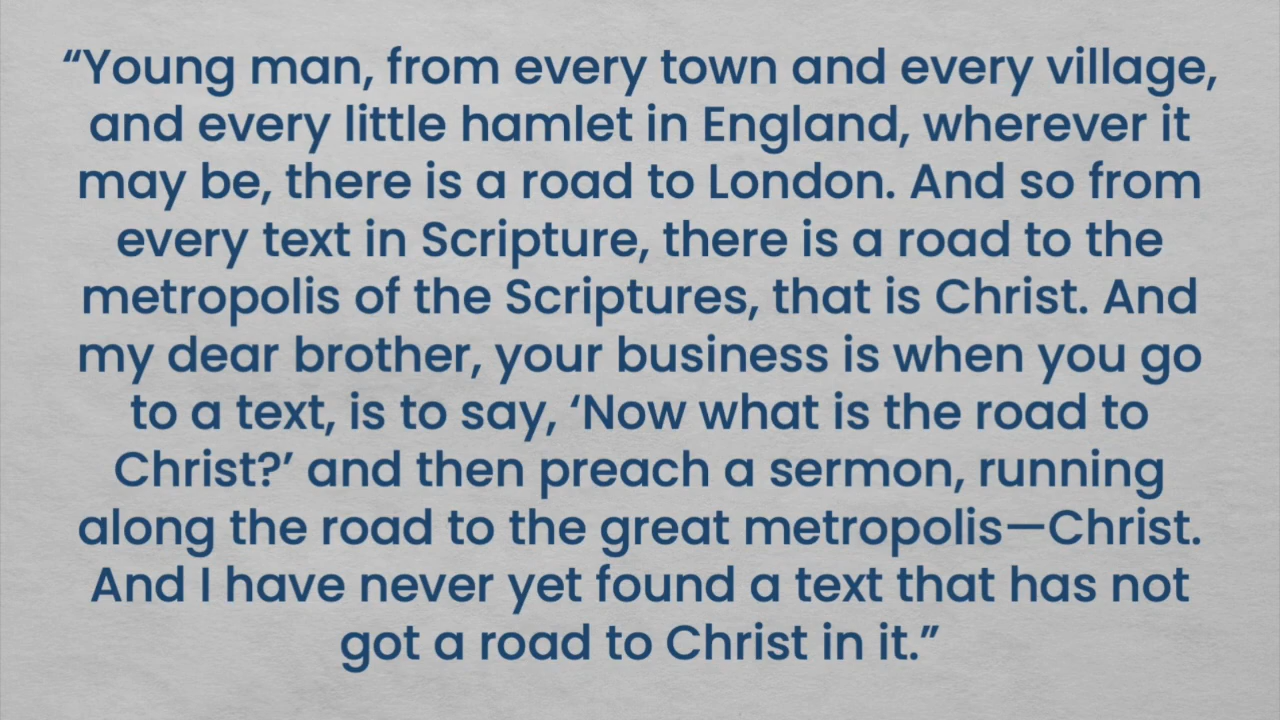 “Young man, from every town and every village,
and every little hamlet in England, wherever it
may be, there is a road to London. And so from
every text in Scripture, there is a road to the
metropolis of the Scriptures, that is Christ. And
my dear brother, your business is when you go
to a text, is to say, ‘Now what is the road to
Christ?’ and then preach a sermon, running
along the road to the great metropolis—Christ.
And I have never yet found a text that has not
got a road to Christ in it.”